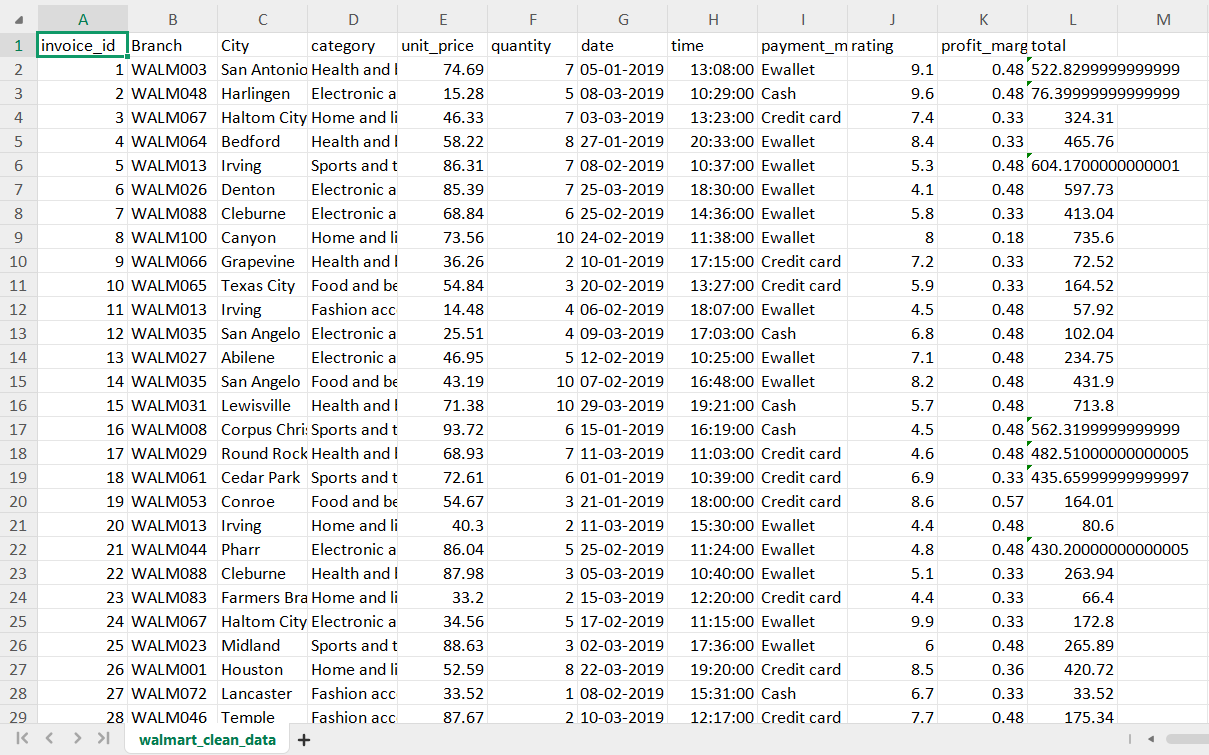 A B C D E F G H I J K L M
1 invoice_id Branch City category unit_price quantity date time payment_m rating profit_marg total
2 1 WALM003 San Antonio Health and 74.69 7 05-01-2019 13:08:00 Ewallet 9.1 0.48 522.8299999999999
3 2 WALM048 Harlingen Electronic a 15.28 5 08-03-2019 10:29:00 Cash 9.6 0.48 76.39999999999999
4 3 WALM067 Haltom City Home and li 46.33 7 03-03-2019 13:23:00 Credit card 7.4 0.33 324.31
5 4 WALM064 Bedford Health and 58.22 8 27-01-2019 20:33:00 Ewallet 8.4 0.33 465.76
6 5 WALM013 Irving Sports and t 86.31 7 08-02-2019 10:37:00 Ewallet 5.3 0.48 604.1700000000001
7 6 WALM026 Denton Electronic a 85.39 7 25-03-2019 18:30:00 Ewallet 4.1 0.48 597.73
8 7 WALM088 Cleburne Electronic a 68.84 6 25-02-2019 14:36:00 Ewallet 5.8 0.33 413.04
9 8 WALM100 Canyon Home and li 73.56 10 24-02-2019 11:38:00 Ewallet 8 0.18 735.6
10 9 WALM066 Grapevine Health and 36.26 2 10-01-2019 17:15:00 Credit card 7.2 0.33 72.52
11 10 WALM065 Texas City Food and be 54.84 3 20-02-2019 13:27:00 Credit card 5.9 0.33 164.52
12 11 WALM013 Irving Fashion acc 14.48 4 06-02-2019 18:07:00 Ewallet 4.5 0.48 57.92
13 12 WALM035 San Angelo Electronic a 25.51 4 09-03-2019 17:03:00 Cash 6.8 0.48 102.04
14 13 WALM027 Abilene Electronic a 46.95 5 12-02-2019 10:25:00 Ewallet 7.1 0.48 234.75
15 14 WALM035 San Angelo Food and be 43.19 10 07-02-2019 16:48:00 Ewallet 8.2 0.48 431.9
16 15 WALM031 Lewisville Health and 71.38 10 29-03-2019 19:21:00 Cash 5.7 0.48 713.8
17 16 WALM008 Corpus Chri Sports and t 93.72 6 15-01-2019 16:19:00 Cash 4.5 0.48 562.3199999999999
18 17 WALM029 Round Rock Health and 68.93 7 11-03-2019 11:03:00 Credit card 4.6 0.48 482.51000000000005
19 18 WALM061 Cedar Park Sports and t 72.61 6 01-01-2019 10:39:00 Credit card 6.9 0.33 435.65999999999997
20 19 WALM053 Conroe Food and be 54.67 3 21-01-2019 18:00:00 Credit card 8.6 0.57 164.01
21 20 WALM013 Irving Home and li 40.3 2 11-03-2019 15:30:00 Ewallet 4.4 0.48 80.6
22 21 WALM044 Pharr Electronic a 86.04 5 25-02-2019 11:24:00 Ewallet 4.8 0.48 430.20000000000005
23 22 WALM088 Cleburne Health and 87.98 3 05-03-2019 10:40:00 Ewallet 5.1 0.33 263.94
24 23 WALM083 Farmers Bra Home and li 33.2 2 15-03-2019 12:20:00 Credit card 4.4 0.33 66.4
25 24 WALM067 Haltom City Electronic a 34.56 5 17-02-2019 11:15:00 Ewallet 9.9 0.33 172.8
26 25 WALM023 Midland Sports and t 88.63 3 02-03-2019 17:36:00 Ewallet 6 0.48 265.89
27 26 WALM001 Houston Home and li 52.59 8 22-03-2019 19:20:00 Credit card 8.5 0.36 420.72
28 27 WALM072 Lancaster Fashion acc 33.52 1 08-02-2019 15:31:00 Cash 6.7 0.33 33.52
29 28 WALM046 Temple Fashion acc 87.67 2 10-03-2019 12:17:00 Credit card 7.7 0.48 175.34
walmart_clean_data